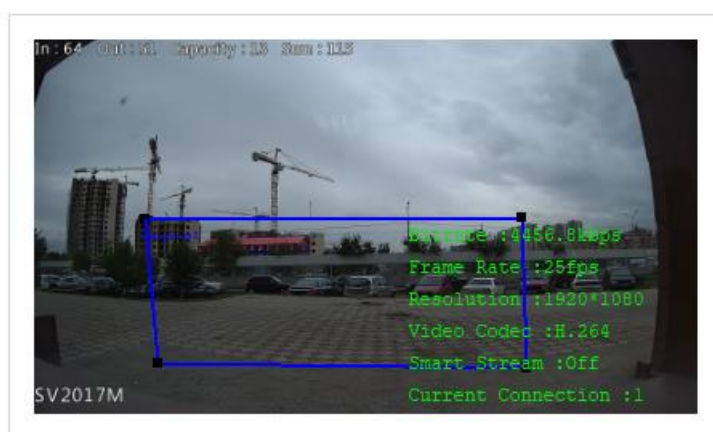 In : 64 Out : 51 Capacity : 13 Sum : 115
Bitrate :4456.8kbps
Frame Rate :25fps
Resolution :1920*1080
Video Codec :H.264
Smart Stream :Off
Current Connection :1
SV2017M